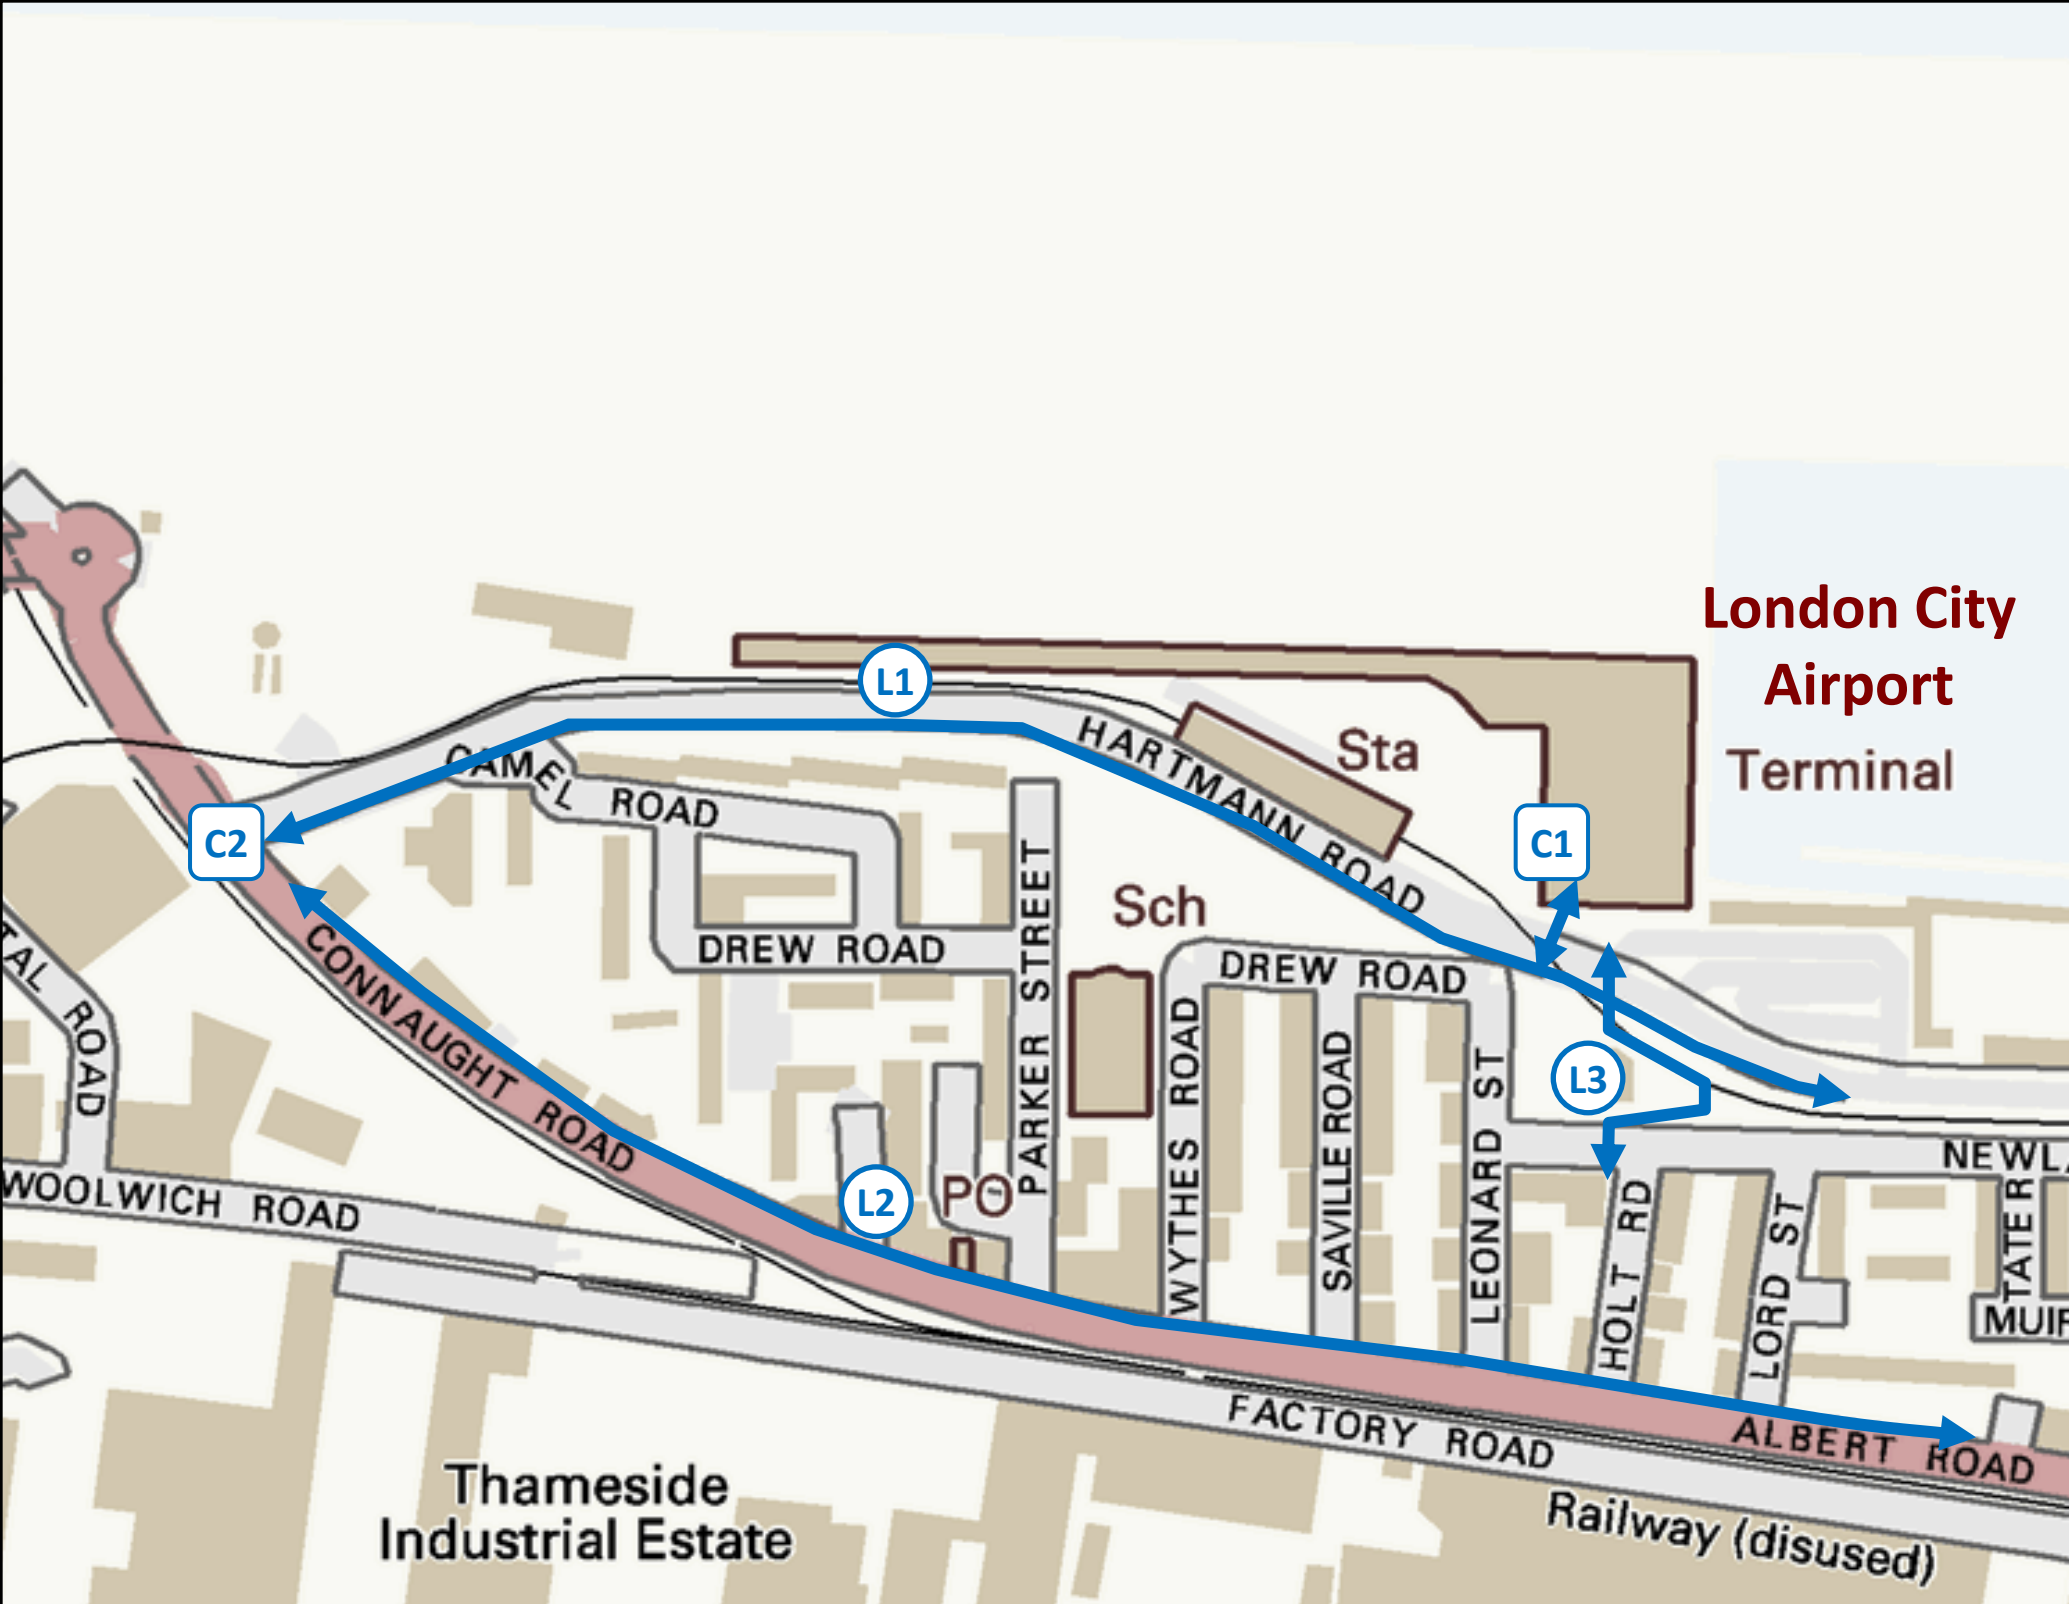 London City
Airport
Terminal
L1
Sta
HARTMANN ROAD
CAMEL ROAD
C2
C1
Sch
DREW ROAD
DREW ROAD
PARKER STREET
CONNAUGHT ROAD
TAL ROAD
WYTHES ROAD
SAVILLE ROAD
LEONARD ST
L3
NEWLA
L2
PO
WOOLWICH ROAD
HOLT RD
LORD ST
TATE R
MUIR
FACTORY ROAD
ALBERT ROAD
Thameside
Industrial Estate
Railway (disused)